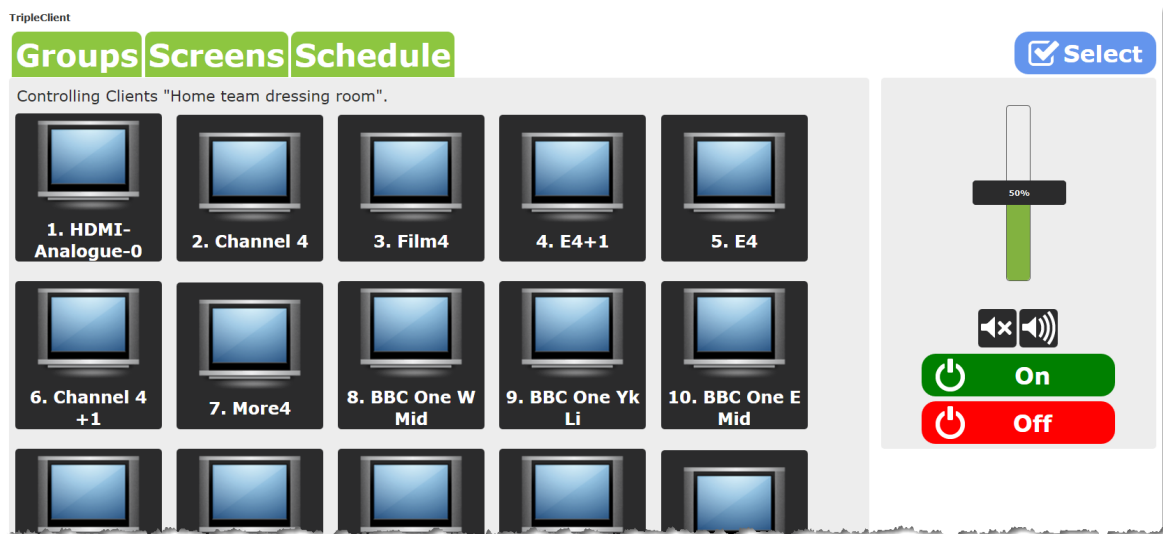 TripleClient
Groups Screens Schedule
Select
Controlling Clients "Home team dressing room".
1. HDMI-
Analogue-0
2. Channel 4
3. Film4
4. E4+1
5. E4
50%
6. Channel 4
+1
7. More4
8. BBC One W
Mid
9. BBC One Yk
Li
10. BBC One E
Mid
On
Off